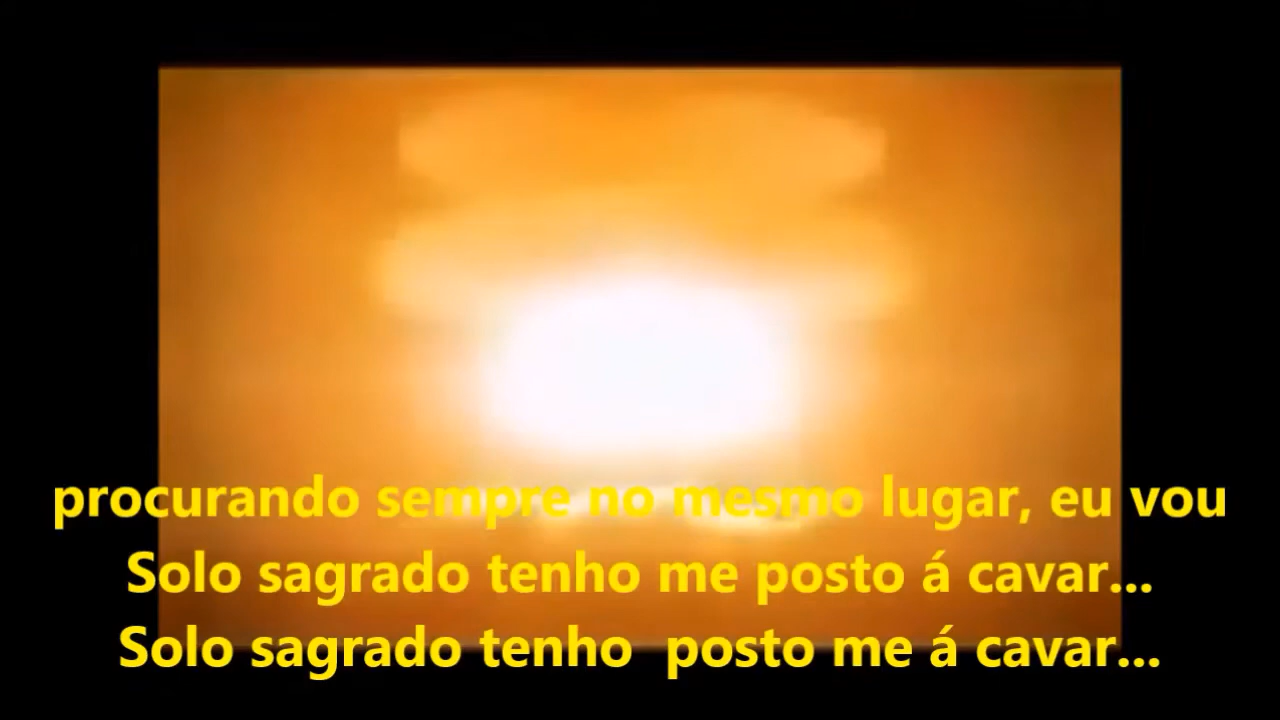 procurando sempre no mesmo lugar, eu vou
Solo sagrado tenho me posto á cavar...
Solo sagrado tenho  posto me á cavar...